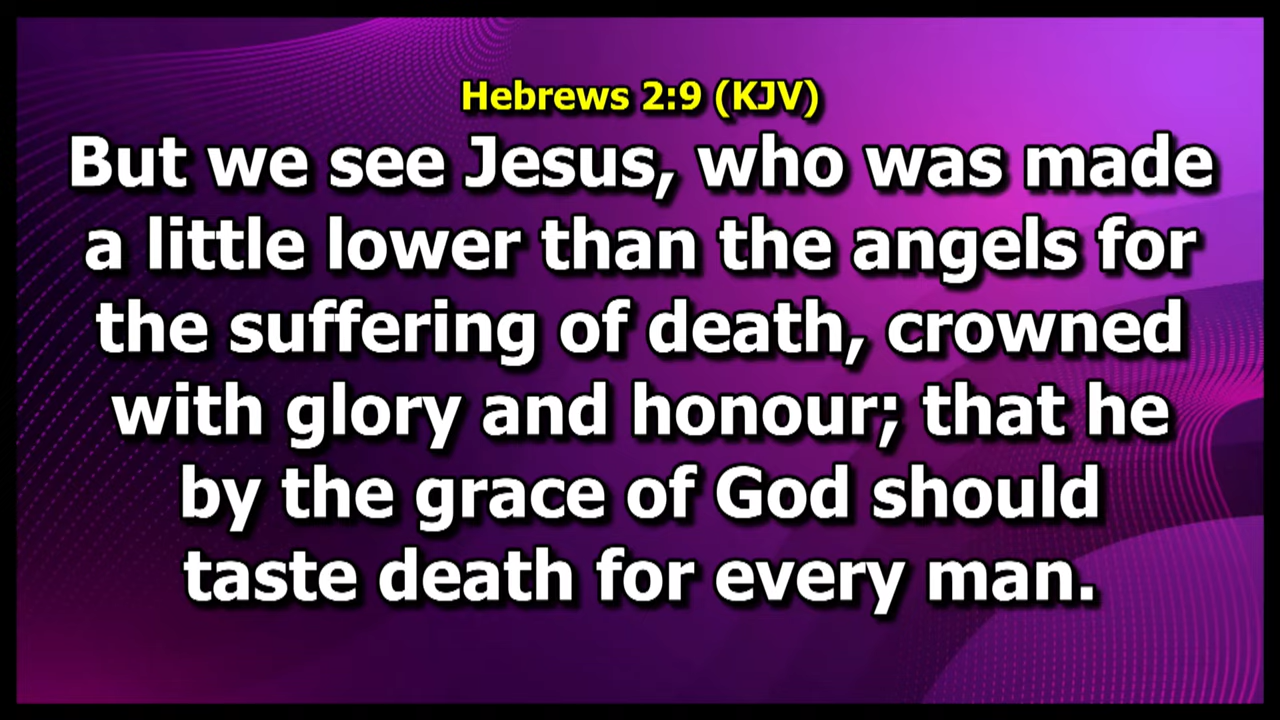 Hebrews 2:9 (KJV)
But we see Jesus, who was made
a little lower than the angels for
the suffering of death, crowned
with glory and honour; that he
by the grace of God should
taste death for every man.